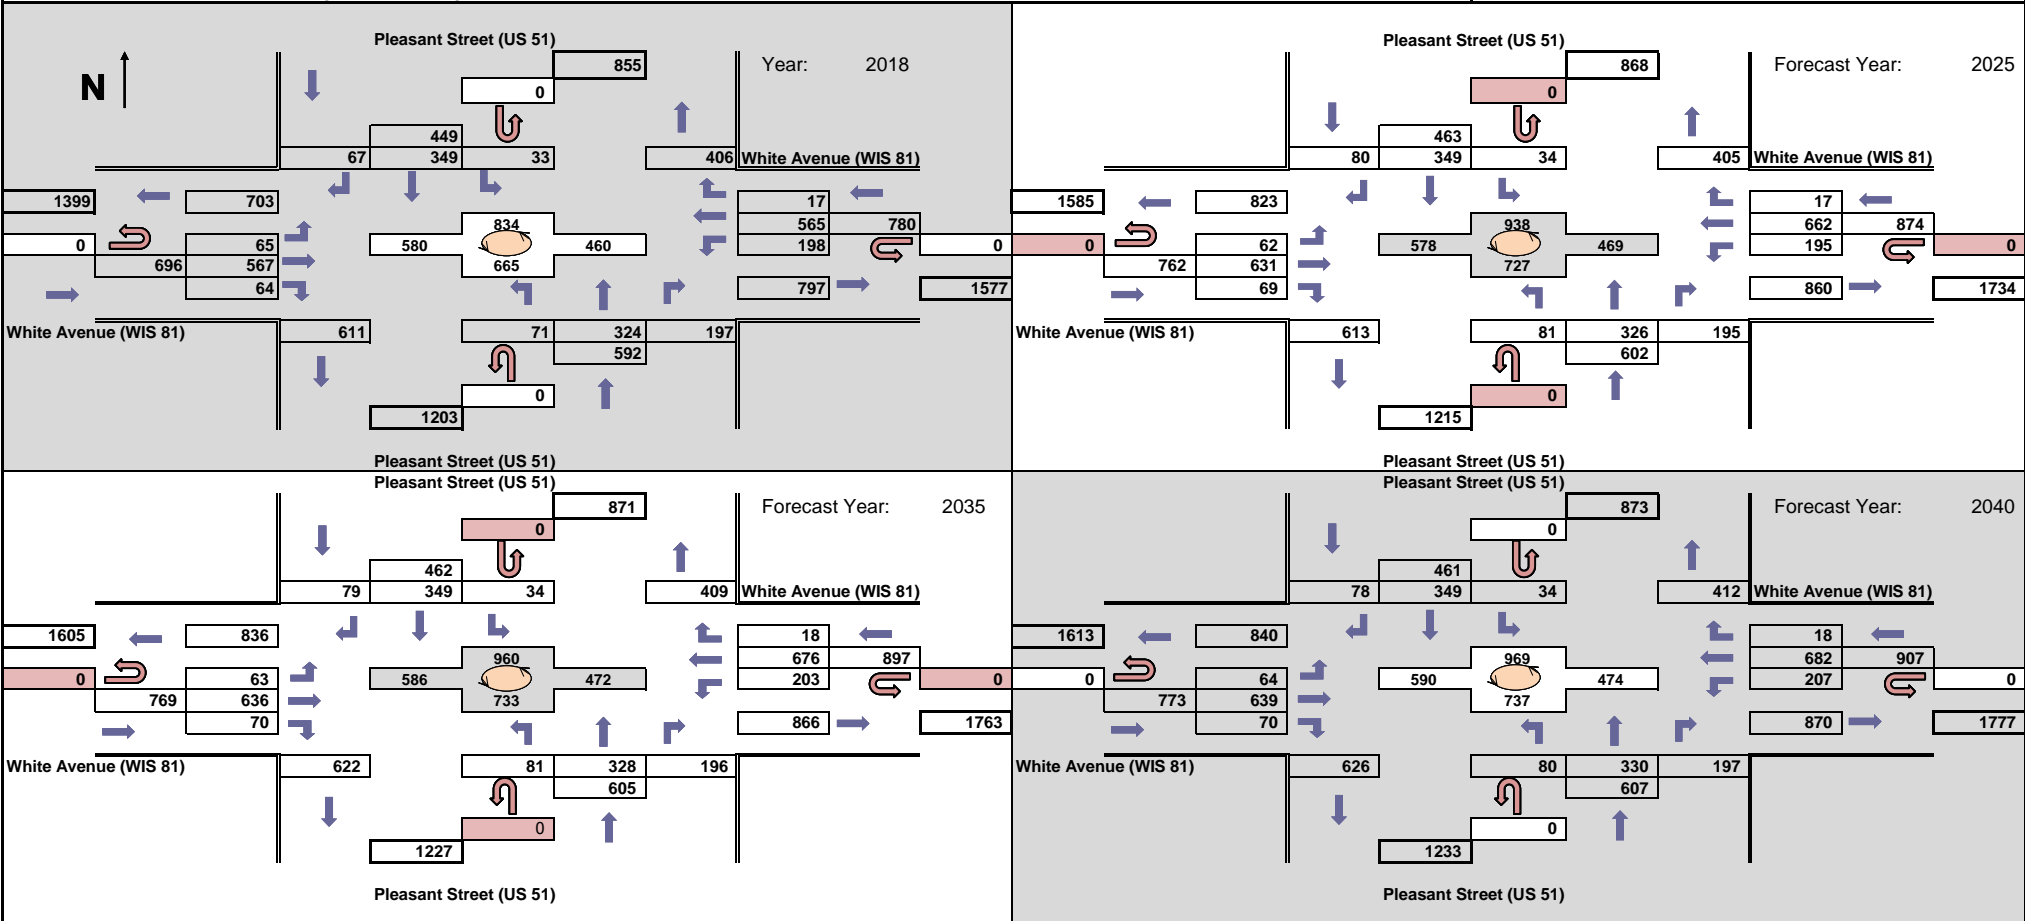 Pleasant Street (US 51)
855
Year: 2018
N
0
449
67 349 33 406 White Avenue (WIS 81)
1399 703 17
834
565 780
0 65 580 460 198 0
696 567 665
64 797 1577
White Avenue (WIS 81) 611 71 324 197
592
0
1203
Pleasant Street (US 51)
Pleasant Street (US 51)
868
Forecast Year: 2025
0
463
80 349 34 405 White Avenue (WIS 81)
1585 823 17
938
662 874
0 62 578 469 195 0
762 631 727
69 860 1734
White Avenue (WIS 81) 613 81 326 195
602
0
1215
Pleasant Street (US 51)
Pleasant Street (US 51)
871
Forecast Year: 2035
0
462
79 349 34 409 White Avenue (WIS 81)
1605 836 18
960
676 897
0 63 586 472 203 0
769 636 733
70 866 1763
White Avenue (WIS 81) 622 81 328 196
605
0
1227
Pleasant Street (US 51)
Pleasant Street (US 51)
873
Forecast Year: 2040
0
461
78 349 34 412 White Avenue (WIS 81)
1613 840 18
969
682 907
0 64 590 474 207 0
773 639 737
70 870 1777
White Avenue (WIS 81) 626 80 330 197
607
0
1233
Pleasant Street (US 51)